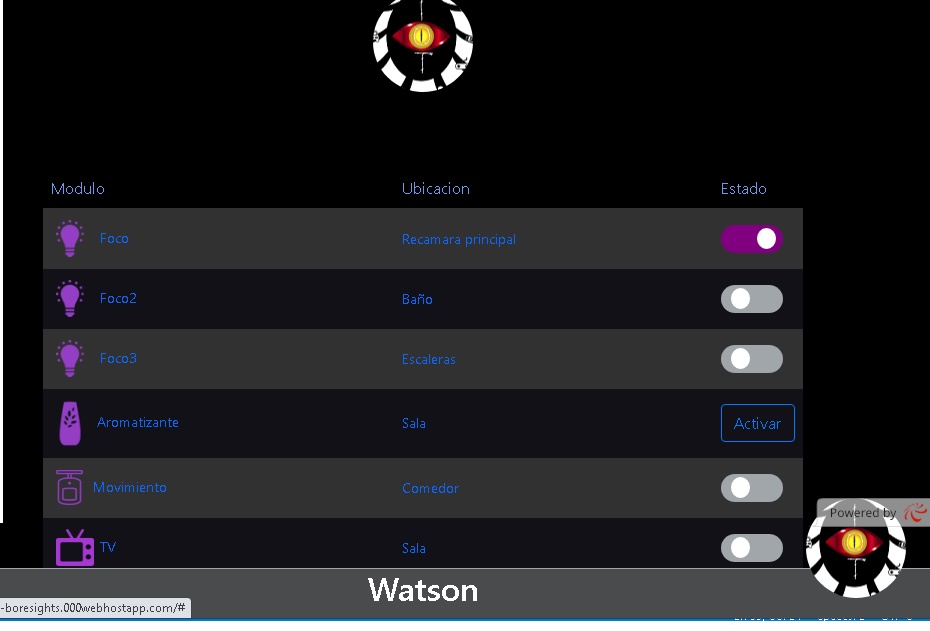 Modulo Ubicacion Estado
Foco Recamara principal
Foco2 Baño
Foco3 Escaleras
Aromatizante Sala Activar
Movimiento Comedor
Powered by
TV Sala
Watson
-boresights.000webhostapp.com/#